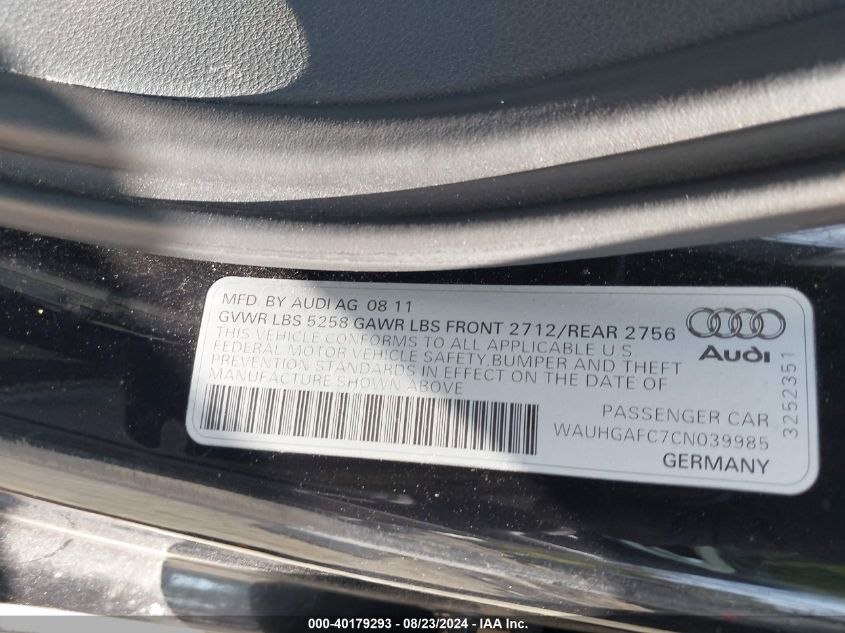 MFD. BY AUDI AG 08 11
GVWR LBS 5258 GAWR LBS FRONT 2712/REAR 2756
THIS VEHICLE CONFORMS TO ALL APPLICABLE U S
FEDERAL MOTOR VEHICLE SAFETY, BUMPER AND THEFT
PREVENTION STANDARDS IN EFFECT ON THE DATE OF
MANUFACTURE SHOWN ABOVE
Audi
3252351
PASSENGER CAR
WAUHGAFC7CN039985
GERMANY
000-40179293 - 08/23/2024 - IAA Inc.